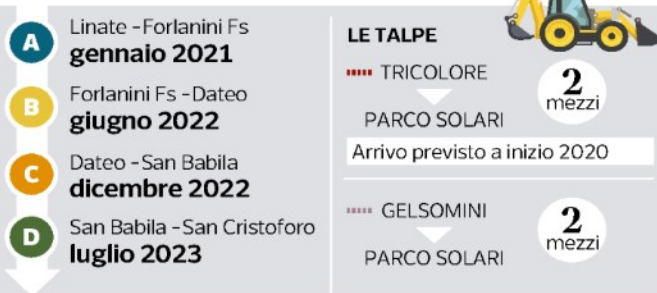 A
Linate - Forlanini Fs
gennaio 2021
B
Forlanini Fs - Dateo
giugno 2022
C
Dateo - San Babila
dicembre 2022
D
San Babila - San Cristoforo
luglio 2023
LE TALPE
TRICOLORE
PARCO SOLARI
2
mezzi
Arrivo previsto a inizio 2020
GELSOMINI
PARCO SOLARI
2
mezzi